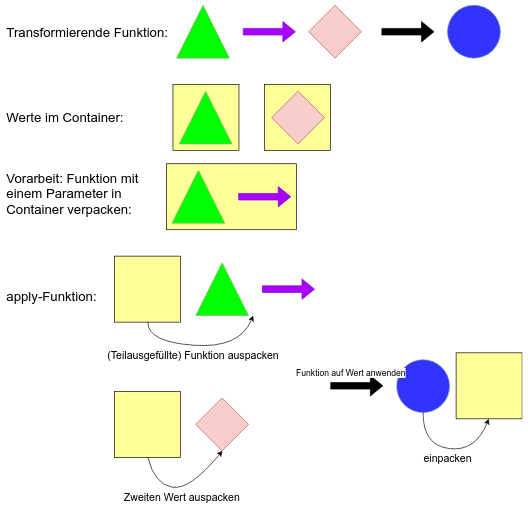 Transformierende Funktion:
Werte im Container:
Vorarbeit: Funktion mit
einem Parameter in
Container verpacken:
apply-Funktion:
(Teilausgefüllte) Funktion auspacken
Funktion auf Wert anwenden
einpacken
Zweiten Wert auspacken